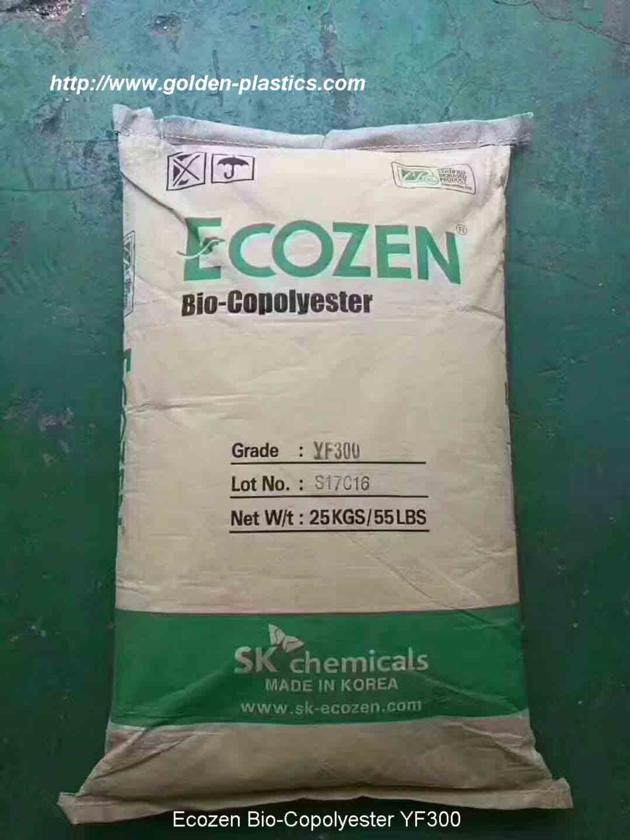 http://www.golden-plastics.com
ECOZEN®
Bio-Copolyester
Grade : YF300
Lot No. : S17C16
Net W/t : 25KGS/55LBS
SK chemicals
MADE IN KOREA
www.sk-ecozen.com
Ecozen Bio-Copolyester YF300